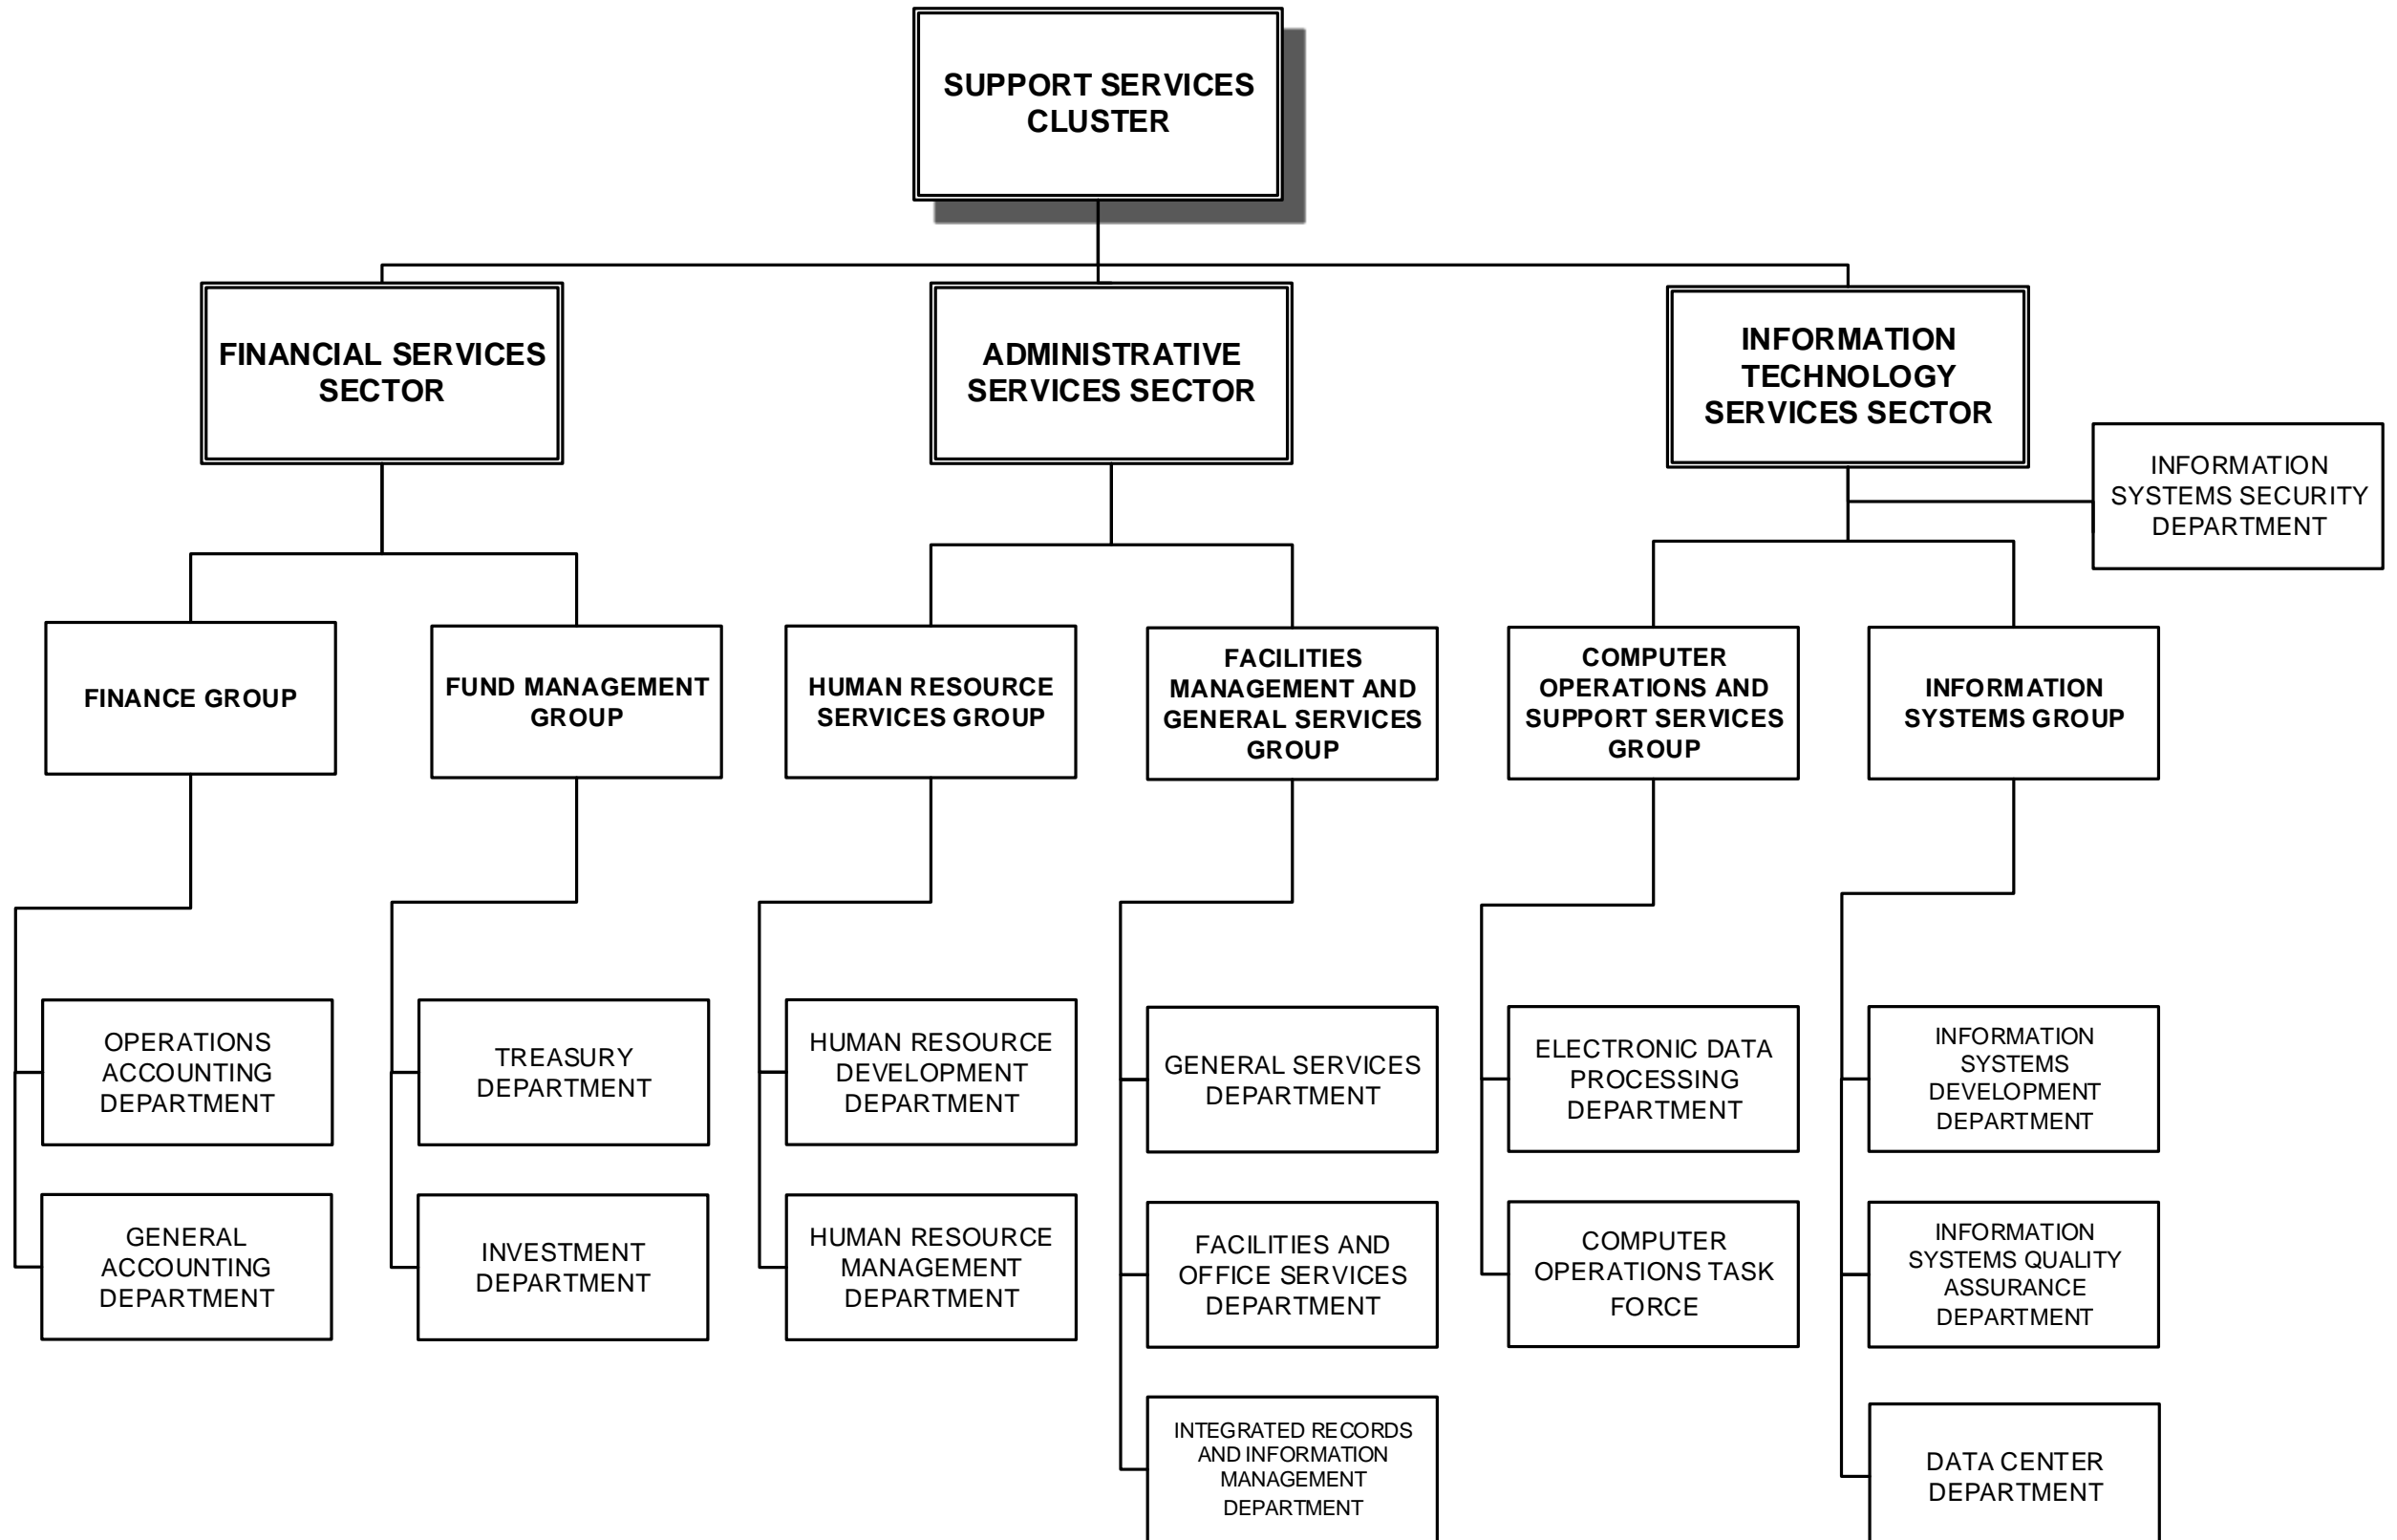 SUPPORT SERVICES
CLUSTER
FINANCIAL SERVICES
SECTOR
ADMINISTRATIVE
SERVICES SECTOR
INFORMATION
TECHNOLOGY
SERVICES SECTOR
INFORMATION
SYSTEMS SECURITY
DEPARTMENT
FINANCE GROUP
FUND MANAGEMENT
GROUP
HUMAN RESOURCE
SERVICES GROUP
FACILITIES
MANAGEMENT AND
GENERAL SERVICES
GROUP
COMPUTER
OPERATIONS AND
SUPPORT SERVICES
GROUP
INFORMATION
SYSTEMS GROUP
OPERATIONS
ACCOUNTING
DEPARTMENT
TREASURY
DEPARTMENT
HUMAN RESOURCE
DEVELOPMENT
DEPARTMENT
GENERAL SERVICES
DEPARTMENT
ELECTRONIC DATA
PROCESSING
DEPARTMENT
INFORMATION
SYSTEMS
DEVELOPMENT
DEPARTMENT
GENERAL
ACCOUNTING
DEPARTMENT
INVESTMENT
DEPARTMENT
HUMAN RESOURCE
MANAGEMENT
DEPARTMENT
FACILITIES AND
OFFICE SERVICES
DEPARTMENT
COMPUTER
OPERATIONS TASK
FORCE
INFORMATION
SYSTEMS QUALITY
ASSURANCE
DEPARTMENT
INTEGRATED RECORDS
AND INFORMATION
MANAGEMENT
DEPARTMENT
DATA CENTER
DEPARTMENT